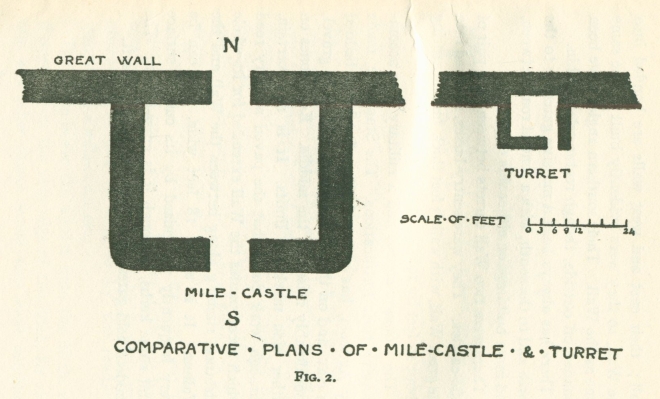 N
GREAT WALL
TURRET
SCALE·OF·FEET
0 3 6 9 12 24
MILE-CASTLE
S
COMPARATIVE · PLANS · OF · MILE-CASTLE · & · TURRET
FIG. 2.